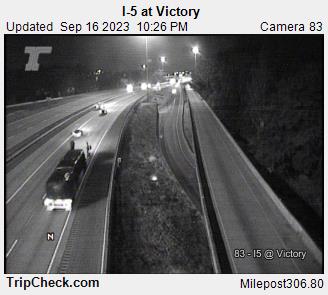 I-5 at Victory
Updated  Sep 16 2023  10:26 PM
Camera 83
T
N
83 - I5 @ Victory
TripCheck.com
Milepost306.80